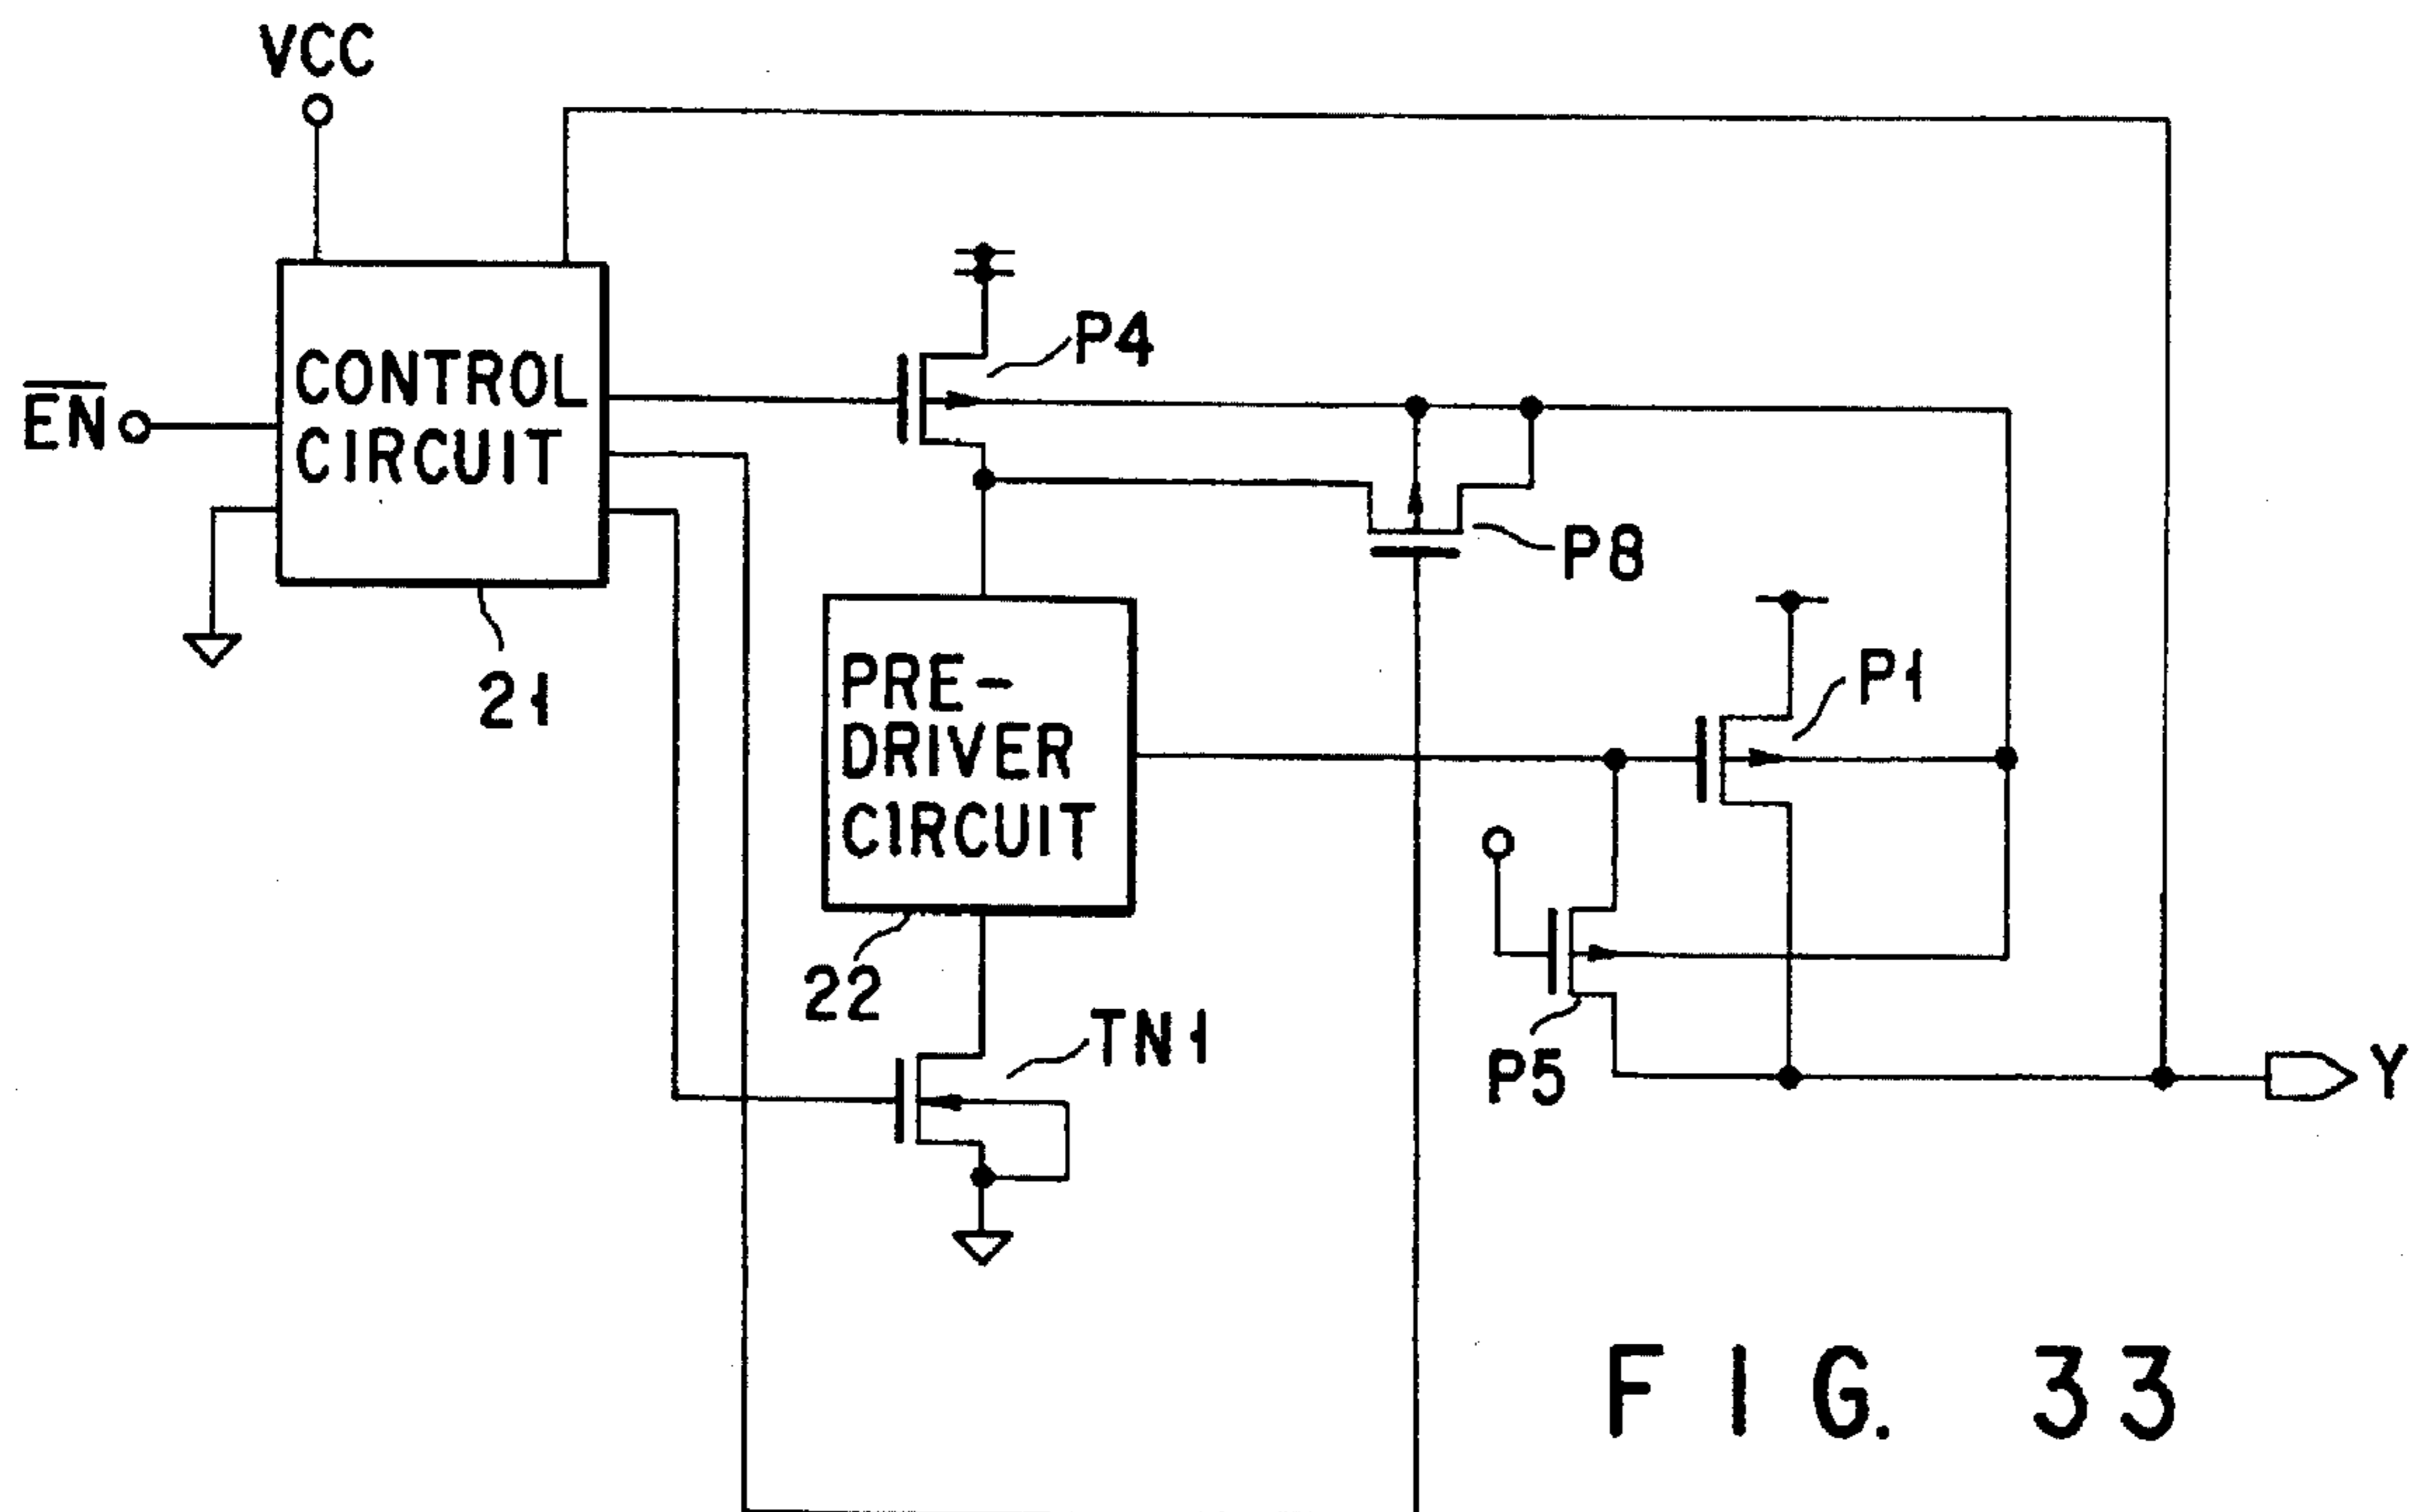 VCC
P4
EN
CONTROL
CIRCUIT
P8
21
PRE-
DRIVER
CIRCUIT
P1
22
TN1
P5
Y
FIG. 33